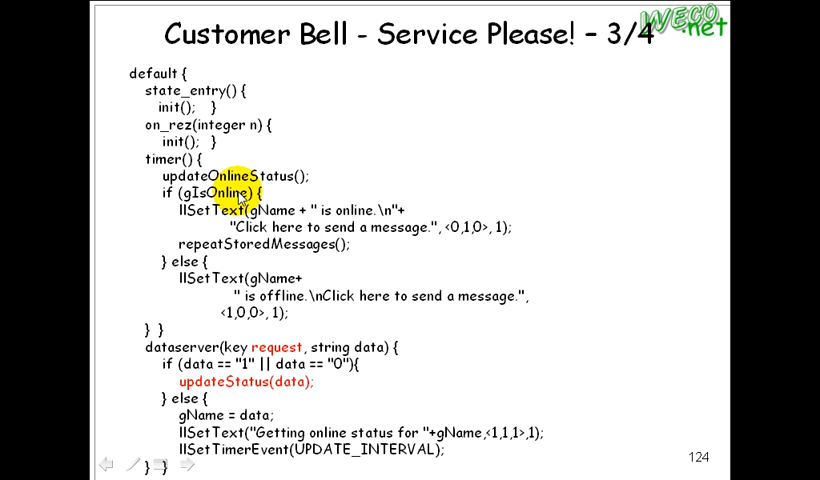 WECO
.net
Customer Bell - Service Please! – 3/4
default {
state_entry() {
init();   }
on_rez(integer n) {
init();   }
timer() {
updateOnlineStatus();
if (gIsOnline) {
llSetText(gName + " is online.\n"+
"Click here to send a message.", <0,1,0>, 1);
repeatStoredMessages();
} else {
llSetText(gName+
" is offline.\nClick here to send a message.",
<1,0,0>, 1);
}  }
dataserver(key request, string data) {
if (data == "1" || data == "0"){
updateStatus(data);
} else {
gName = data;
llSetText("Getting online status for "+gName,<1,1,1>,1);
llSetTimerEvent(UPDATE_INTERVAL);
}   }
124